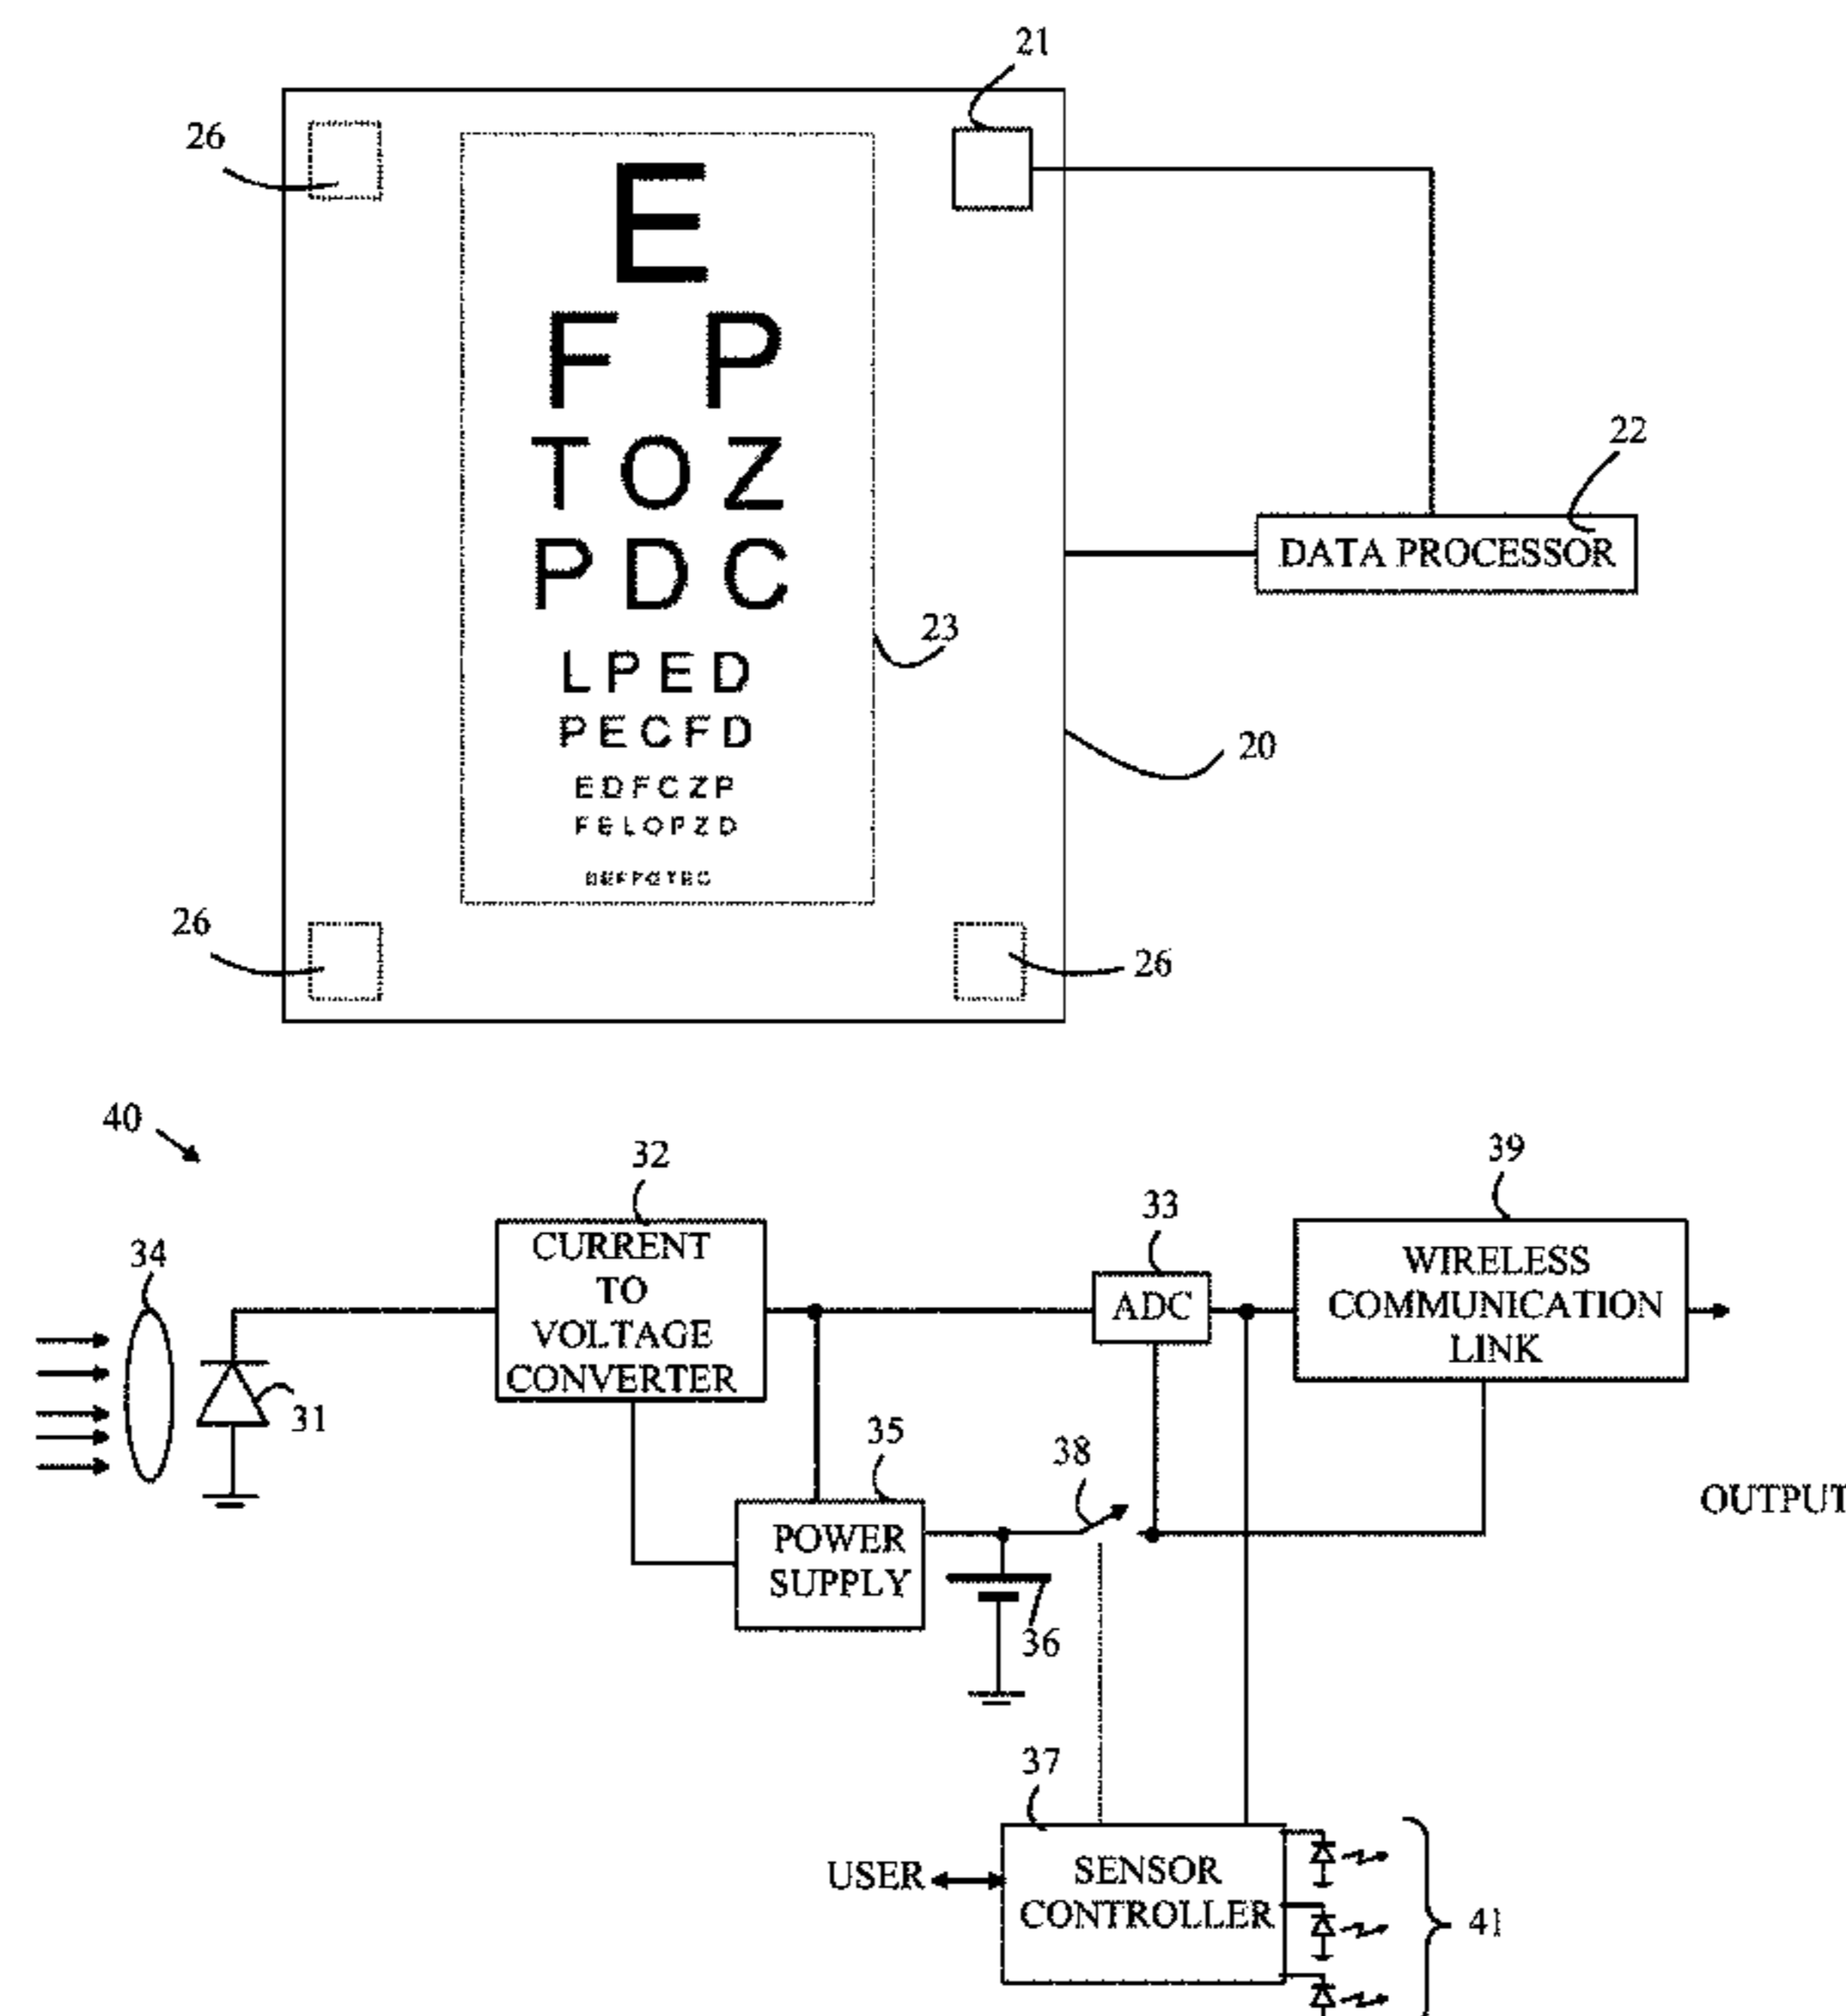 21
26
E
F P
T O Z
22
P D C
DATA PROCESSOR
23
L P E D
P E C F D
20
E D F C Z P
F E L O P Z D
26
26
40
32
39
33
34
CURRENT
TO
VOLTAGE
CONVERTER
ADC
WIRELESS
COMMUNICATION
LINK
31
35
38
OUTPUT
POWER
SUPPLY
36
37
USER
SENSOR
CONTROLLER
41